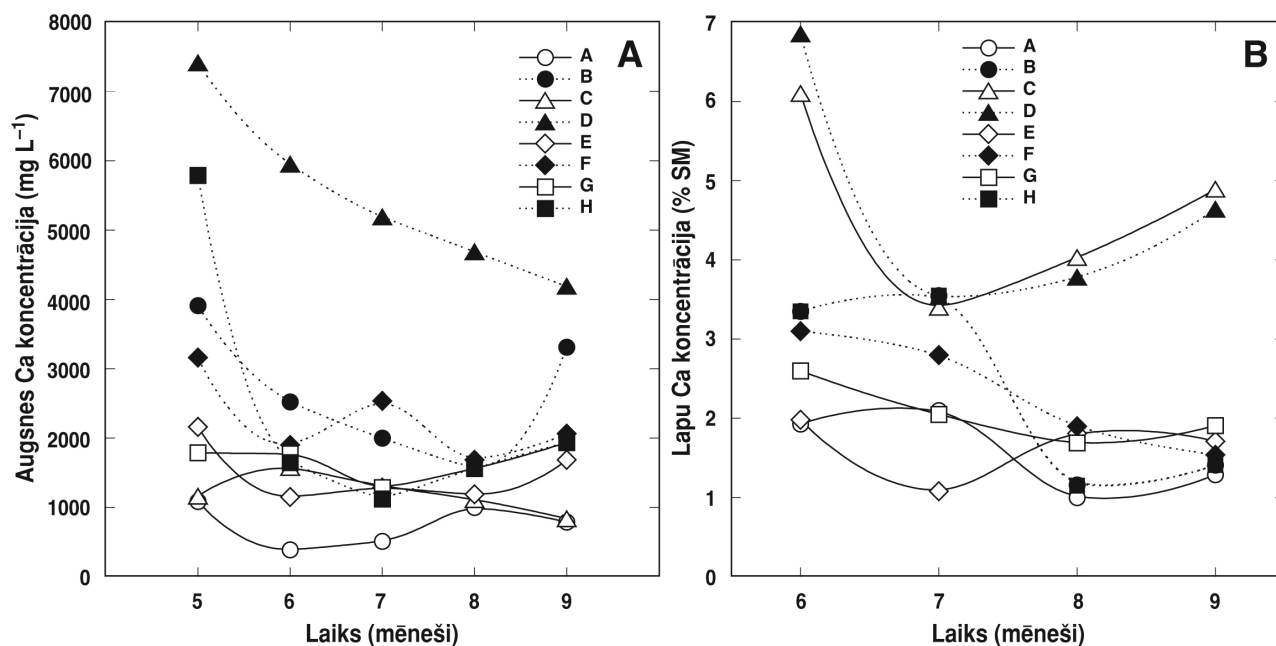 A
Augsnes Ca koncentrācija (mg L⁻¹)
8000
7000
6000
5000
4000
3000
2000
1000
0
5 6 7 8 9
Laiks (mēneši)
A
B
C
D
E
F
G
H
B
Lapu Ca koncentrācija (% SM)
7
6
5
4
3
2
1
0
6 7 8 9
Laiks (mēneši)
A
B
C
D
E
F
G
H